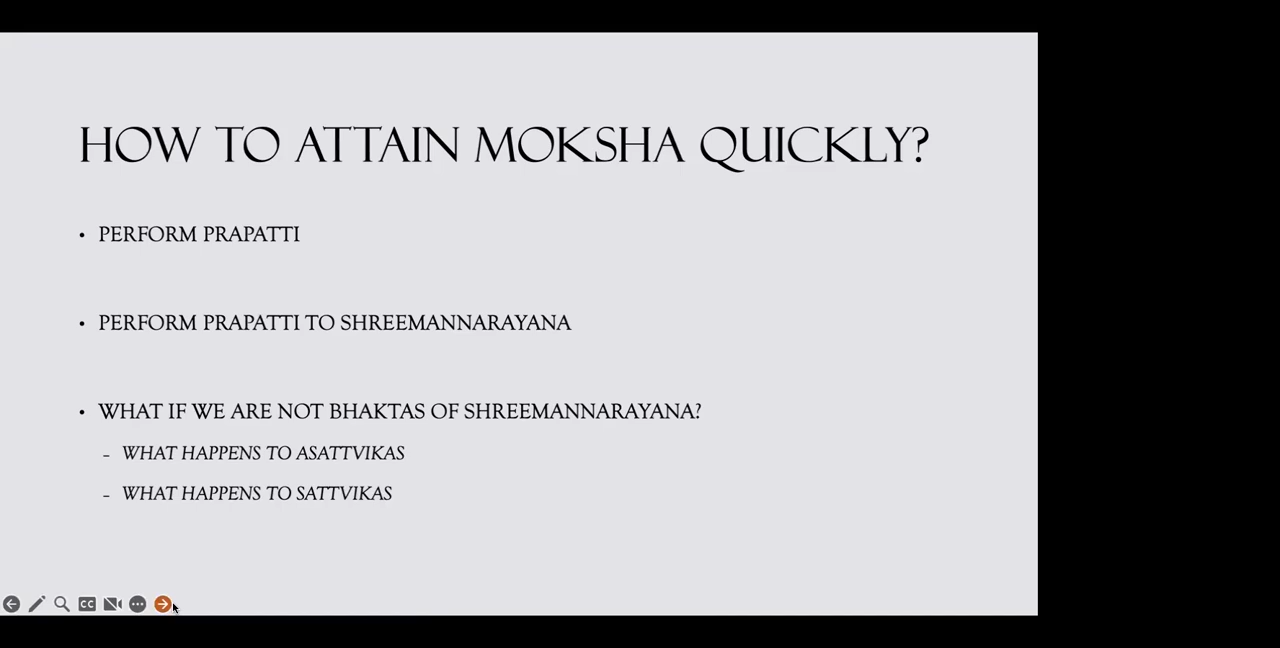 HOW TO ATTAIN MOKSHA QUICKLY?
• PERFORM PRAPATTI
• PERFORM PRAPATTI TO SHREEMANNARAYANA
• WHAT IF WE ARE NOT BHAKTAS OF SHREEMANNARAYANA?
– WHAT HAPPENS TO ASATTVIKAS
– WHAT HAPPENS TO SATTVIKAS
CC